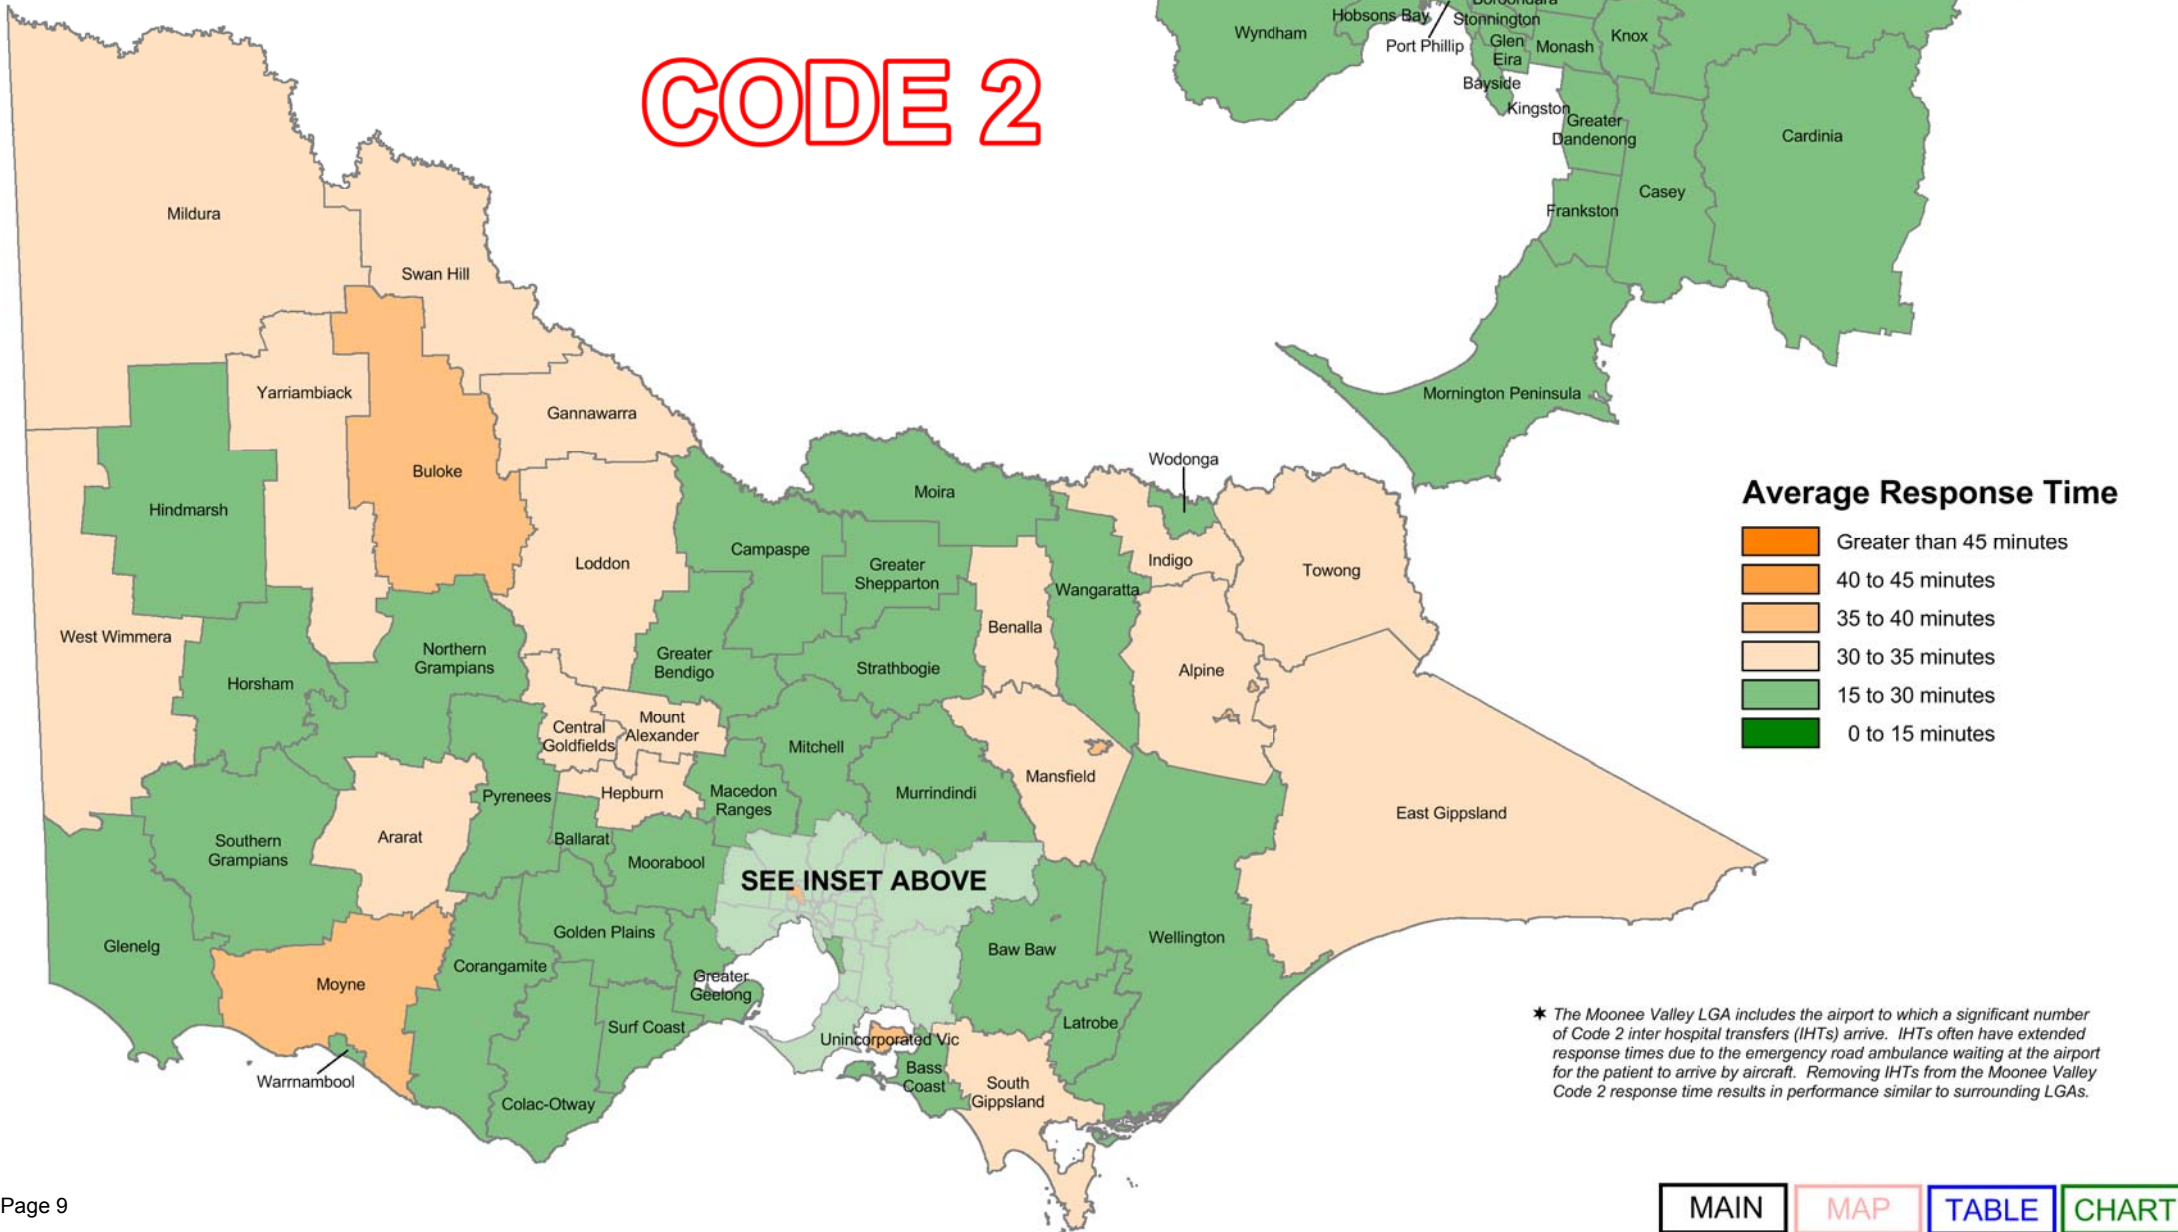 Boroondara
Hobsons Bay
Stonnington
Wyndham
Port Phillip
Glen
Eira
Monash
Knox
Bayside
Kingston
Greater
Dandenong
Cardinia
Casey
Frankston
Mornington Peninsula
CODE 2
Mildura
Swan Hill
Yarriambiack
Gannawarra
Buloke
Hindmarsh
Loddon
West Wimmera
Horsham
Northern
Grampians
Campaspe
Moira
Wodonga
Greater
Shepparton
Indigo
Towong
Wangaratta
Benalla
Greater
Bendigo
Strathbogie
Alpine
Central
Goldfields
Mount
Alexander
Mitchell
Mansfield
Pyrenees
Hepburn
Macedon
Ranges
Murrindindi
East Gippsland
Southern
Grampians
Ararat
Ballarat
Moorabool
SEE INSET ABOVE
Glenelg
Moyne
Corangamite
Golden Plains
Greater
Geelong
Baw Baw
Wellington
Surf Coast
Latrobe
Unincorporated Vic
Warrnambool
Colac-Otway
Bass
Coast
South
Gippsland
Average Response Time
Greater than 45 minutes
40 to 45 minutes
35 to 40 minutes
30 to 35 minutes
15 to 30 minutes
0 to 15 minutes
✶ The Moonee Valley LGA includes the airport to which a significant number
of Code 2 inter hospital transfers (IHTs) arrive. IHTs often have extended
response times due to the emergency road ambulance waiting at the airport
for the patient to arrive by aircraft. Removing IHTs from the Moonee Valley
Code 2 response time results in performance similar to surrounding LGAs.
Page 9
MAIN
MAP
TABLE
CHART